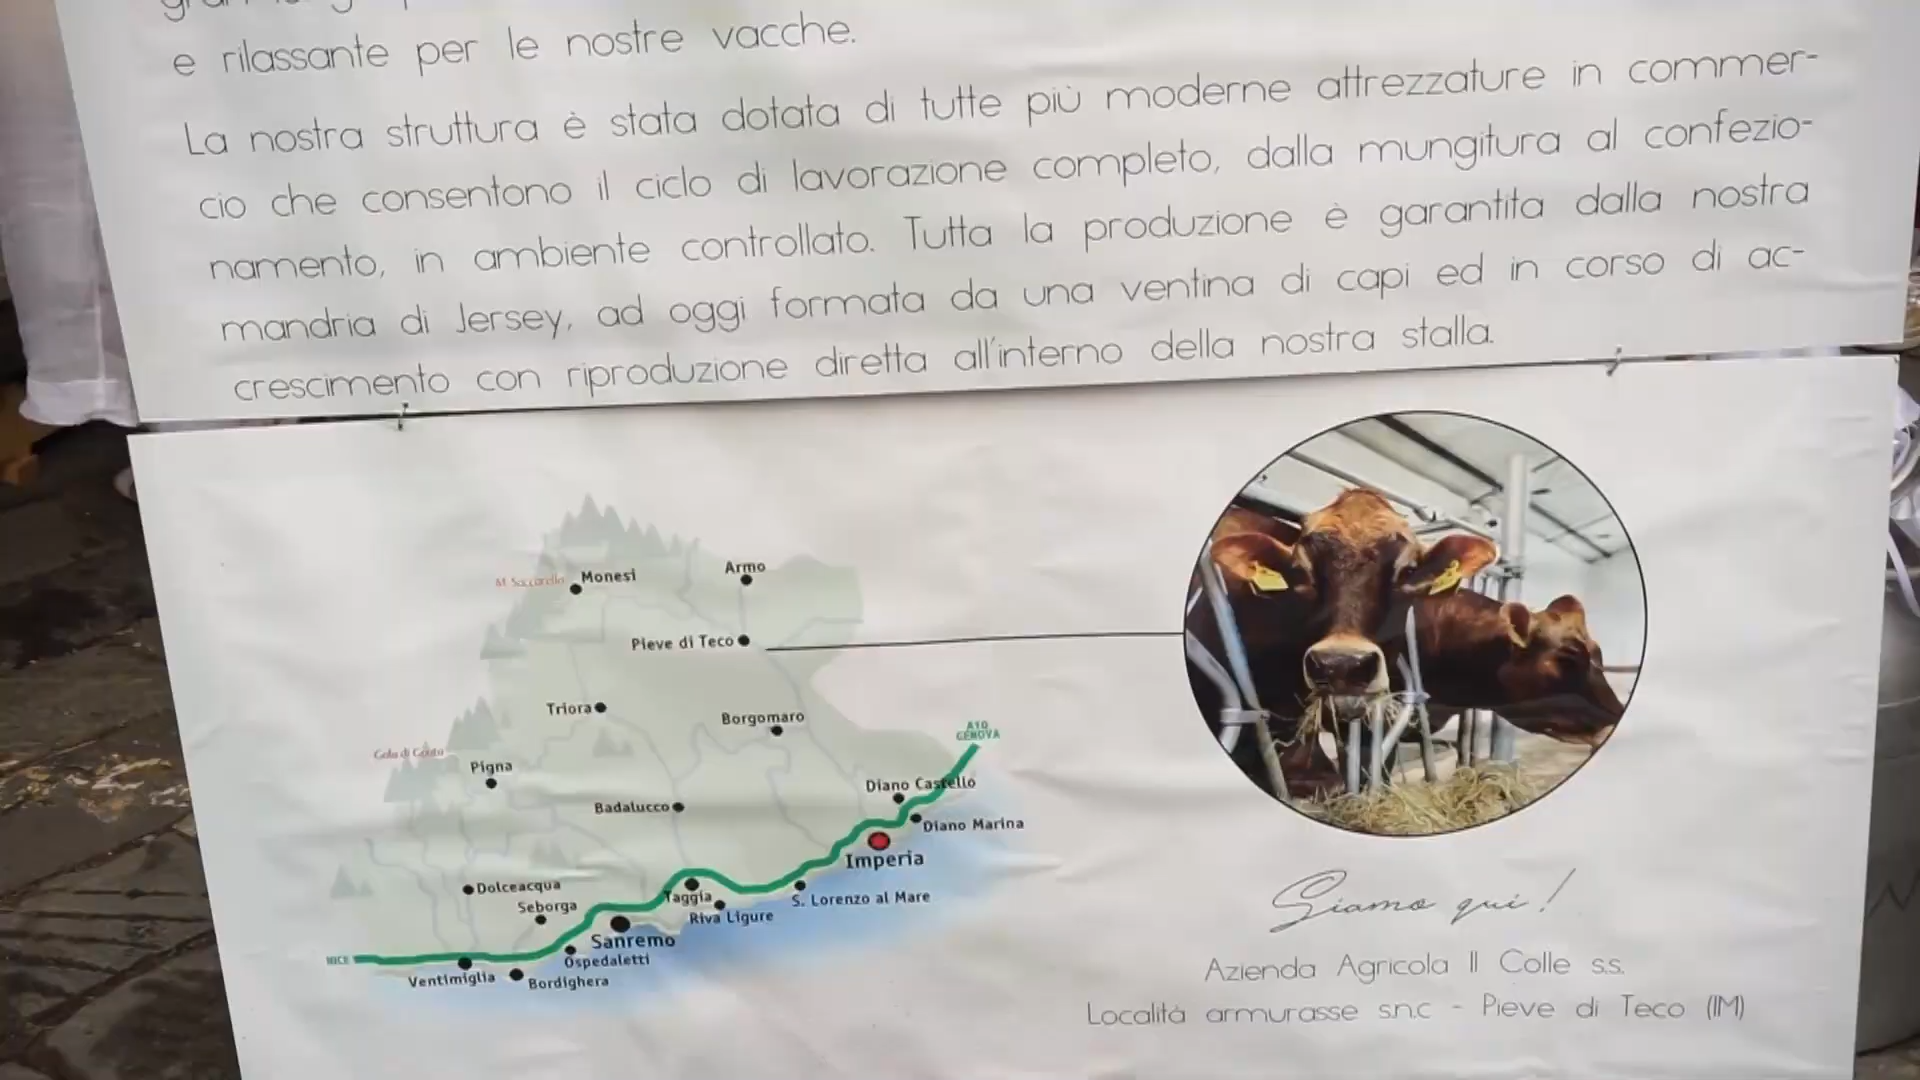 e rilassante per le nostre vacche.
La nostra struttura è stata dotata di tutte più moderne attrezzature in commer-
cio che consentono il ciclo di lavorazione completo, dalla mungitura al confezio-
namento, in ambiente controllato. Tutta la produzione è garantita dalla nostra
mandria di Jersey, ad oggi formata da una ventina di capi ed in corso di ac-
crescimento con riproduzione diretta all'interno della nostra stalla.
M. Saccarello
Monesi
Armo
Pieve di Teco
Triora
Borgomaro
A10
GENOVA
Pigna
Diano Castello
Badalucco
Diano Marina
Imperia
Dolceacqua
Taggia
S. Lorenzo al Mare
Seborga
Riva Ligure
Sanremo
NICE
Ospedaletti
Ventimiglia
Bordighera
Siamo qui!
Azienda Agricola Il Colle s.s.
Località armurasse s.n.c - Pieve di Teco (IM)